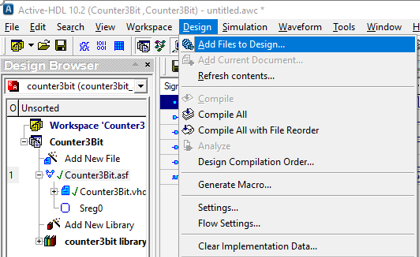 Active-HDL 10.2 (Counter3Bit ,Counter3Bit) - untitled.awc *
File Edit Search View Workspace Design Simulation Waveform Tools Window
Design Browser
counter3bit (counter3bit_
O Unsorted
Workspace 'Counter3
Counter3Bit
Add New File
1 Counter3Bit.asf
Counter3Bit.vhd
Sreg0
Add New Library
counter3bit library
Add Files to Design...
Add Current Document...
Refresh contents...
Compile
Compile All
Compile All with File Reorder
Analyze
Design Compilation Order...
Generate Macro...
Settings...
Flow Settings...
Clear Implementation Data...